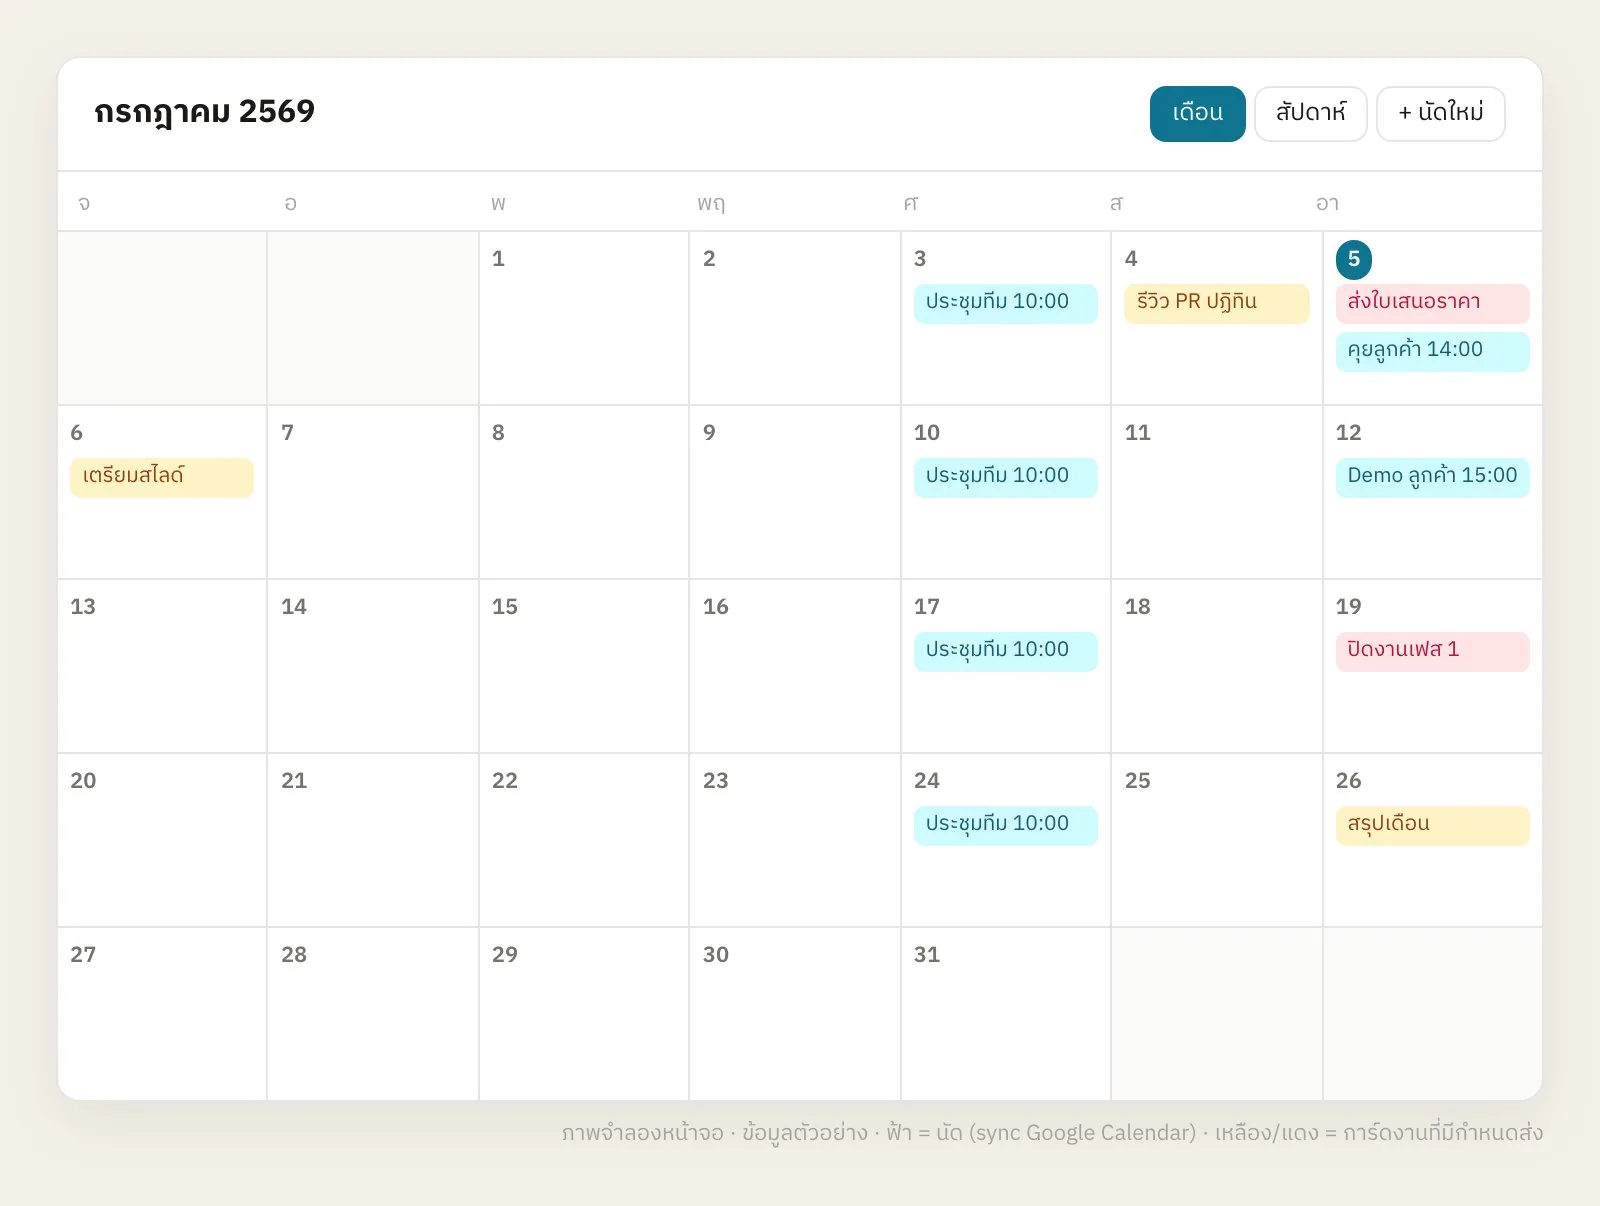 กรกฎาคม 2569
เดือน
สัปดาห์
+ นัดใหม่
จ อ พ พฤ ศ ส อา
1 2 3 4 5
ประชุมทีม 10:00
รีวิว PR ปฏิทิน
ส่งใบเสนอราคา
คุยลูกค้า 14:00
6 7 8 9 10 11 12
เตรียมสไลด์
ประชุมทีม 10:00
Demo ลูกค้า 15:00
13 14 15 16 17 18 19
ประชุมทีม 10:00
ปิดงานเฟส 1
20 21 22 23 24 25 26
ประชุมทีม 10:00
สรุปเดือน
27 28 29 30 31
ภาพจำลองหน้าจอ · ข้อมูลตัวอย่าง · ฟ้า = นัด (sync Google Calendar) · เหลือง/แดง = การ์ดงานที่มีกำหนดส่ง